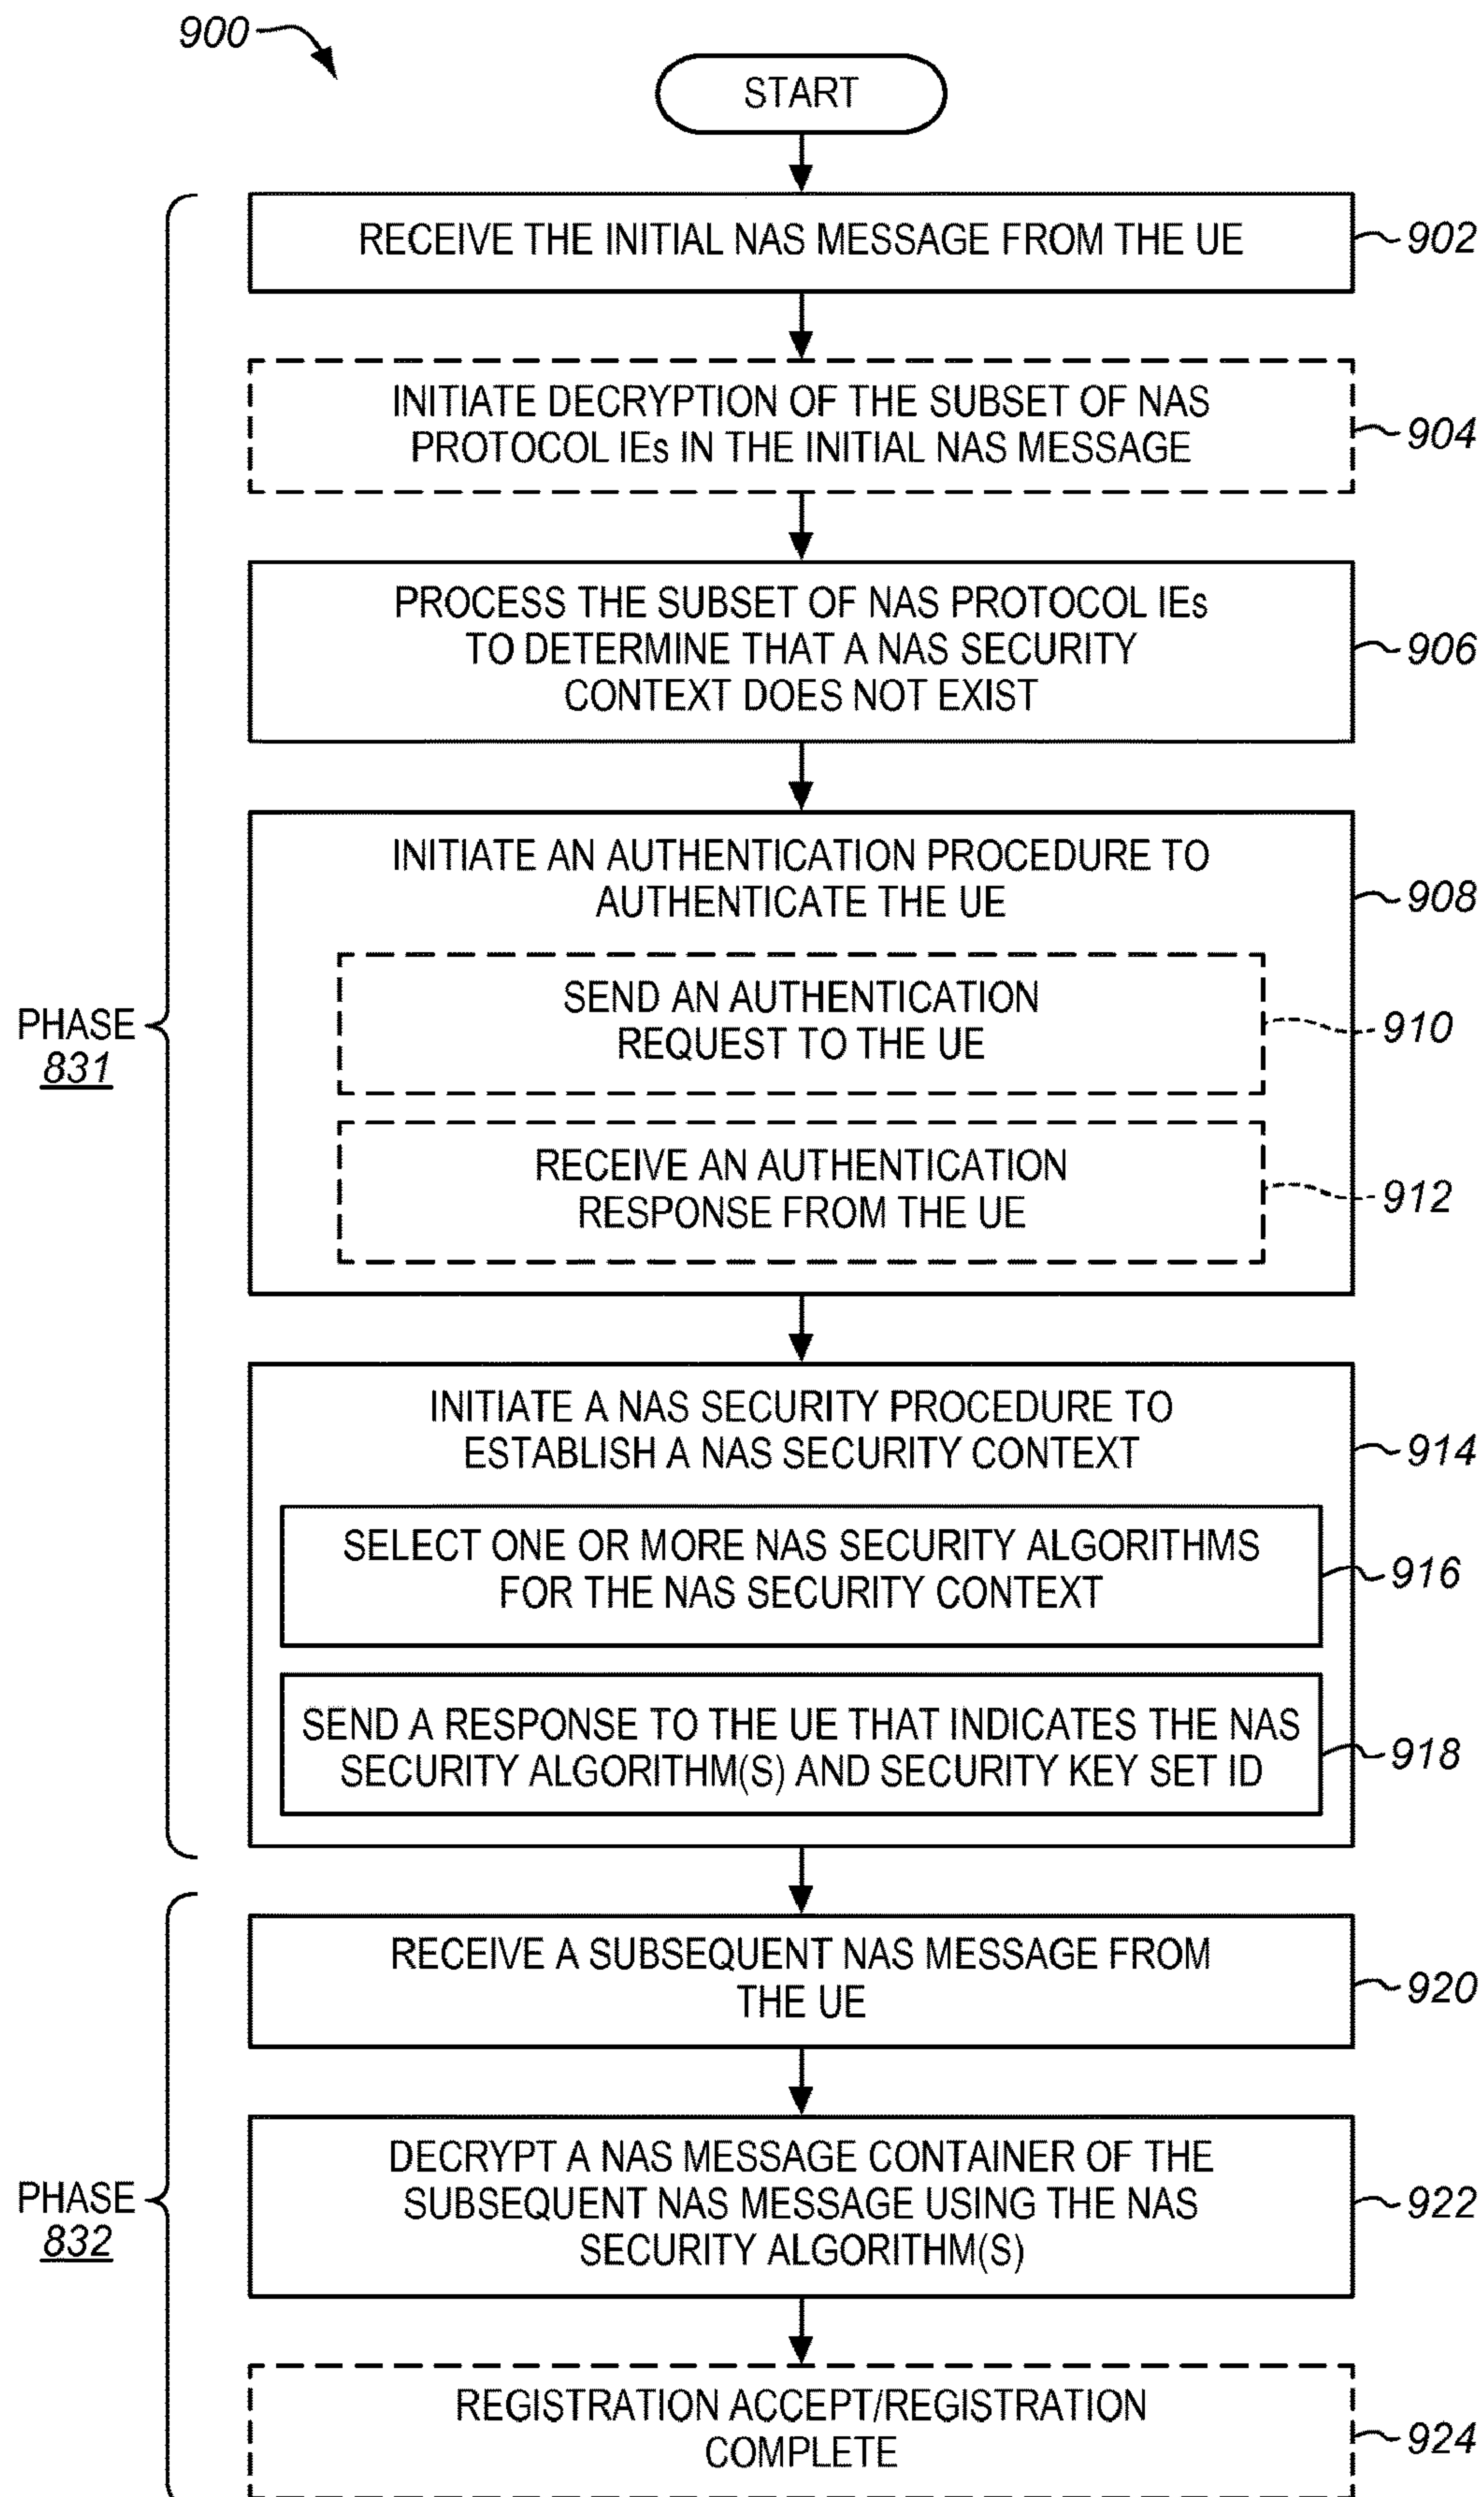 900
START
RECEIVE THE INITIAL NAS MESSAGE FROM THE UE
902
INITIATE DECRYPTION OF THE SUBSET OF NAS
PROTOCOL IEs IN THE INITIAL NAS MESSAGE
904
PROCESS THE SUBSET OF NAS PROTOCOL IEs
TO DETERMINE THAT A NAS SECURITY
CONTEXT DOES NOT EXIST
906
INITIATE AN AUTHENTICATION PROCEDURE TO
AUTHENTICATE THE UE
908
SEND AN AUTHENTICATION
REQUEST TO THE UE
910
PHASE
831
RECEIVE AN AUTHENTICATION
RESPONSE FROM THE UE
912
INITIATE A NAS SECURITY PROCEDURE TO
ESTABLISH A NAS SECURITY CONTEXT
914
SELECT ONE OR MORE NAS SECURITY ALGORITHMS
FOR THE NAS SECURITY CONTEXT
916
SEND A RESPONSE TO THE UE THAT INDICATES THE NAS
SECURITY ALGORITHM(S) AND SECURITY KEY SET ID
918
RECEIVE A SUBSEQUENT NAS MESSAGE FROM
THE UE
920
DECRYPT A NAS MESSAGE CONTAINER OF THE
SUBSEQUENT NAS MESSAGE USING THE NAS
SECURITY ALGORITHM(S)
922
PHASE
832
REGISTRATION ACCEPT/REGISTRATION
COMPLETE
924